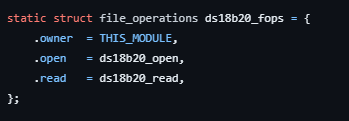 static struct file_operations ds18b20_fops = {
    .owner  = THIS_MODULE,
    .open   = ds18b20_open,
    .read   = ds18b20_read,
};